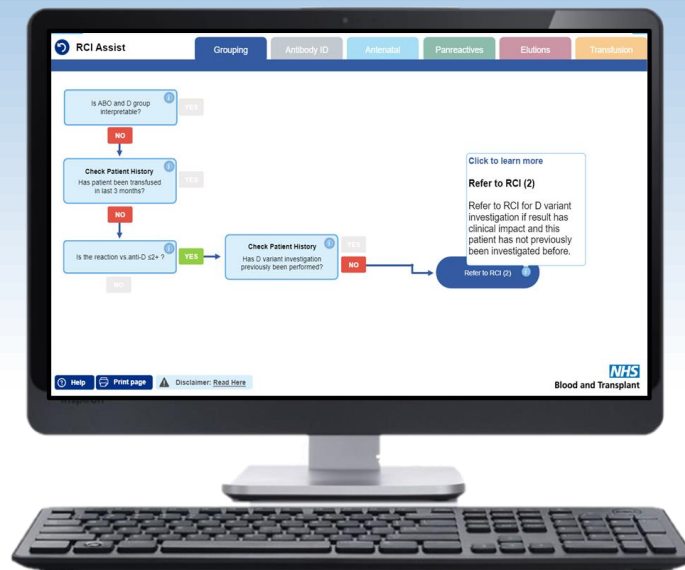 RCI Assist
Grouping
Antibody ID
Antenatal
Panreactives
Elutions
Transfusion
Is ABO and D group
interpretable?
YES
NO
Check Patient History
Has patient been transfused
in last 3 months?
YES
NO
Is the reaction vs.anti-D ≤2+ ?
YES
NO
Check Patient History
Has D variant investigation
previously been performed?
YES
NO
Click to learn more
Refer to RCI (2)
Refer to RCI for D variant
investigation if result has
clinical impact and this
patient has not previously
been investigated before.
Refer to RCI (2)
Help
Print page
Disclaimer: Read Here
NHS
Blood and Transplant